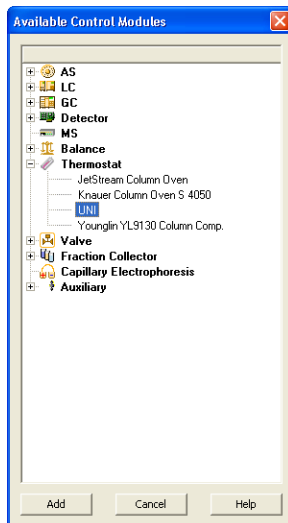 Available Control Modules
AS
LC
GC
Detector
MS
Balance
Thermostat
JetStream Column Oven
Knauer Column Oven S 4050
UNI
Younglin YL9130 Column Comp.
Valve
Fraction Collector
Capillary Electrophoresis
Auxiliary
Add Cancel Help